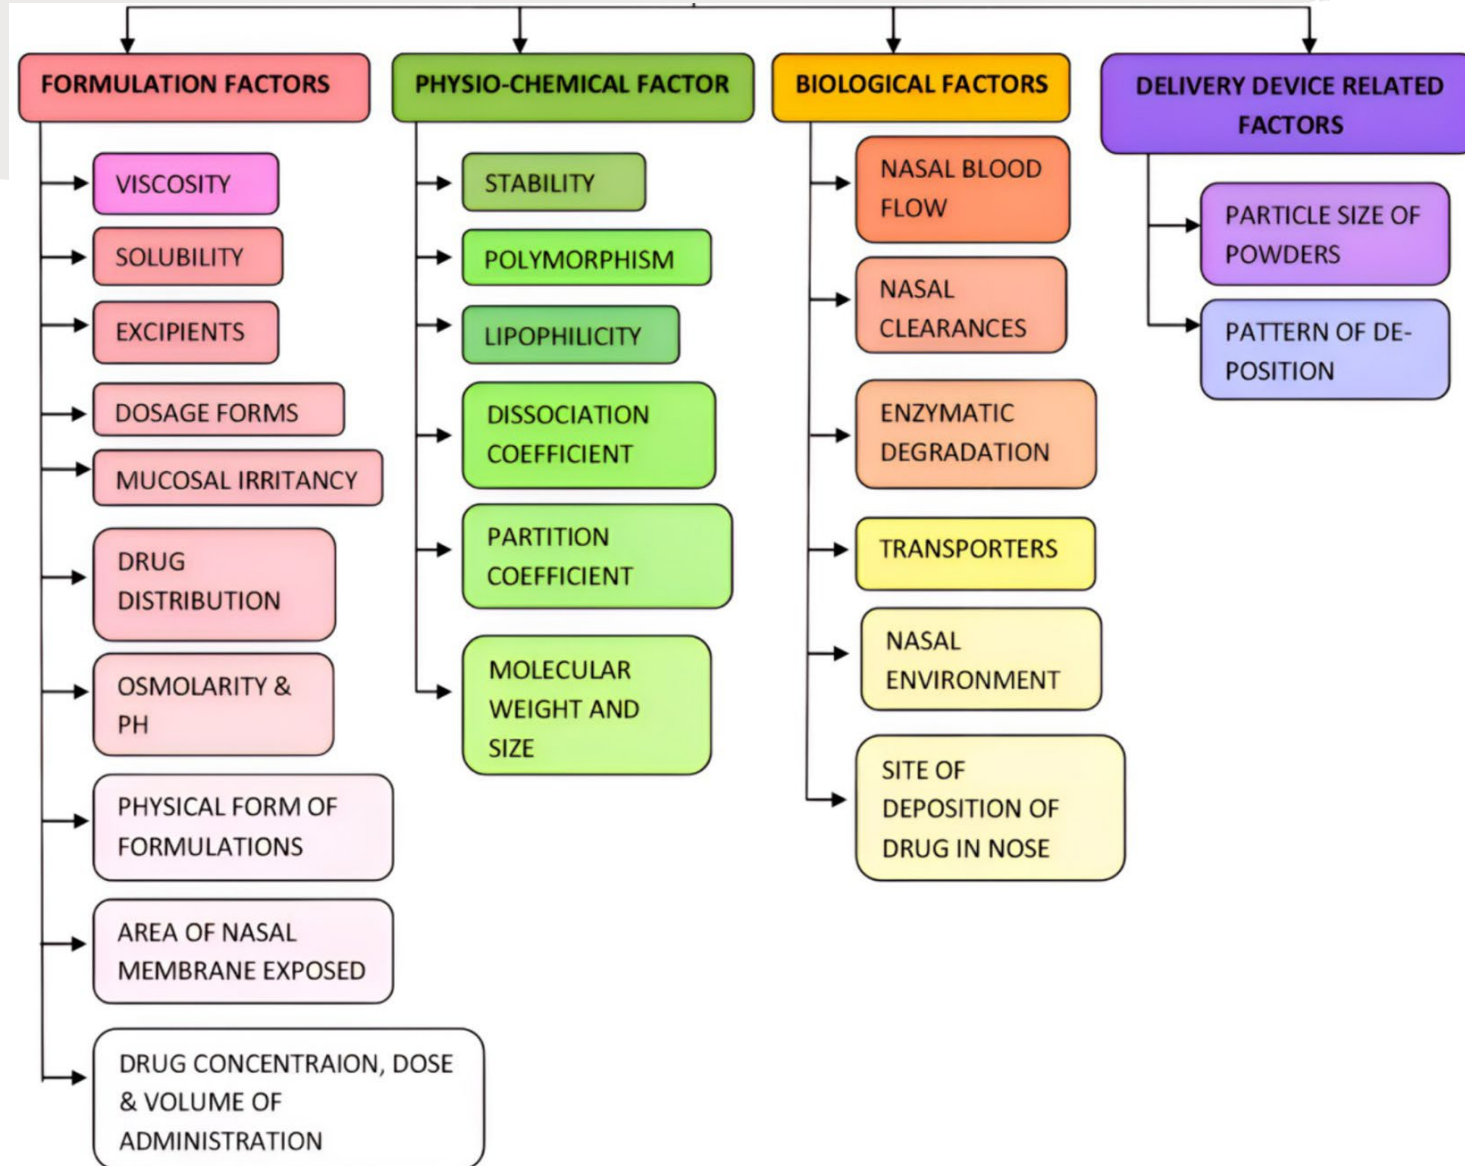 FORMULATION FACTORS
VISCOSITY
SOLUBILITY
EXCIPIENTS
DOSAGE FORMS
MUCOSAL IRRITANCY
DRUG
DISTRIBUTION
OSMOLARITY &
PH
PHYSICAL FORM OF
FORMULATIONS
AREA OF NASAL
MEMBRANE EXPOSED
DRUG CONCENTRAION, DOSE
& VOLUME OF
ADMINISTRATION
PHYSIO-CHEMICAL FACTOR
STABILITY
POLYMORPHISM
LIPOPHILICITY
DISSOCIATION
COEFFICIENT
PARTITION
COEFFICIENT
MOLECULAR
WEIGHT AND
SIZE
BIOLOGICAL FACTORS
NASAL BLOOD
FLOW
NASAL
CLEARANCES
ENZYMATIC
DEGRADATION
TRANSPORTERS
NASAL
ENVIRONMENT
SITE OF
DEPOSITION OF
DRUG IN NOSE
DELIVERY DEVICE RELATED
FACTORS
PARTICLE SIZE OF
POWDERS
PATTERN OF DE-
POSITION